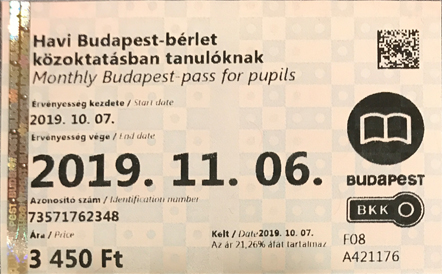 Havi Budapest-bérlet
közoktatásban tanulóknak
Monthly Budapest-pass for pupils
Érvényesség kezdete / Start date
2019. 10. 07.
Érvényesség vége / End date
2019. 11. 06.
Azonosító szám / Identification number
73571762348
Ára / Price
3 450 Ft
Kelt / Date 2019. 10. 07.
Az ár 21,26% áfát tartalmaz
BUDAPEST
BKK
F08
A421176